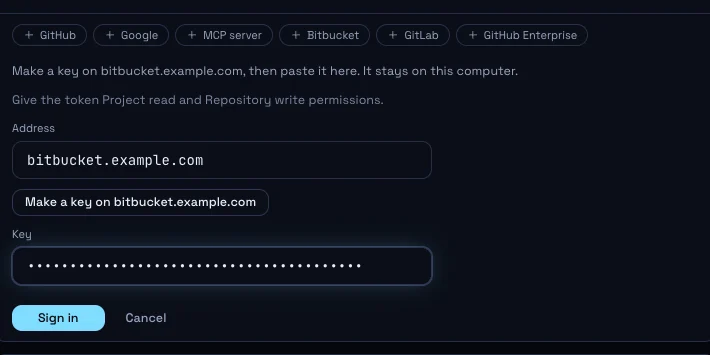 + GitHub + Google + MCP server + Bitbucket + GitLab + GitHub Enterprise
Make a key on bitbucket.example.com, then paste it here. It stays on this computer.
Give the token Project read and Repository write permissions.
Address
bitbucket.example.com
Make a key on bitbucket.example.com
Key
••••••••••••••••••••••••••••••••••••••••
Sign in Cancel